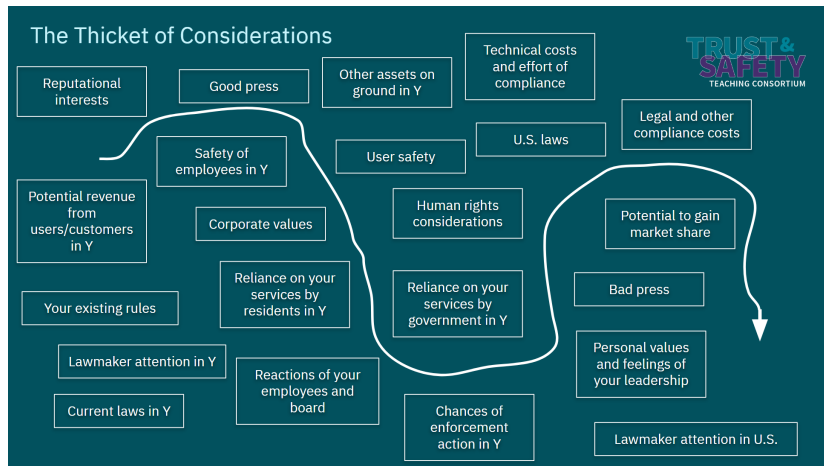 The Thicket of Considerations
TRUST &
SAFETY
TEACHING CONSORTIUM
Reputational
interests
Good press
Other assets on
ground in Y
Technical costs
and effort of
compliance
Legal and other
compliance costs
Safety of
employees in Y
User safety
U.S. laws
Potential revenue
from
users/customers
in Y
Corporate values
Human rights
considerations
Potential to gain
market share
Your existing rules
Reliance on your
services by
residents in Y
Reliance on your
services by
government in Y
Bad press
Lawmaker attention in Y
Reactions of your
employees and
board
Personal values
and feelings of
your leadership
Current laws in Y
Chances of
enforcement
action in Y
Lawmaker attention in U.S.